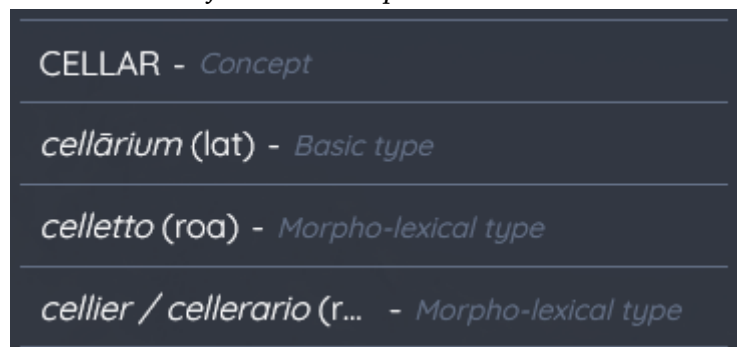 CELLAR - Concept
cellārium (lat) - Basic type
celletto (roa) - Morpho-lexical type
cellier / cellerario (r... - Morpho-lexical type